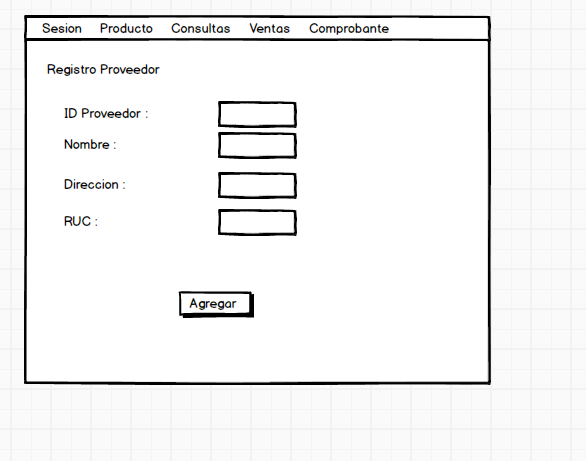 Sesion Producto Consultas Ventas Comprobante
Registro Proveedor
ID Proveedor :
Nombre :
Direccion :
RUC :
Agregar